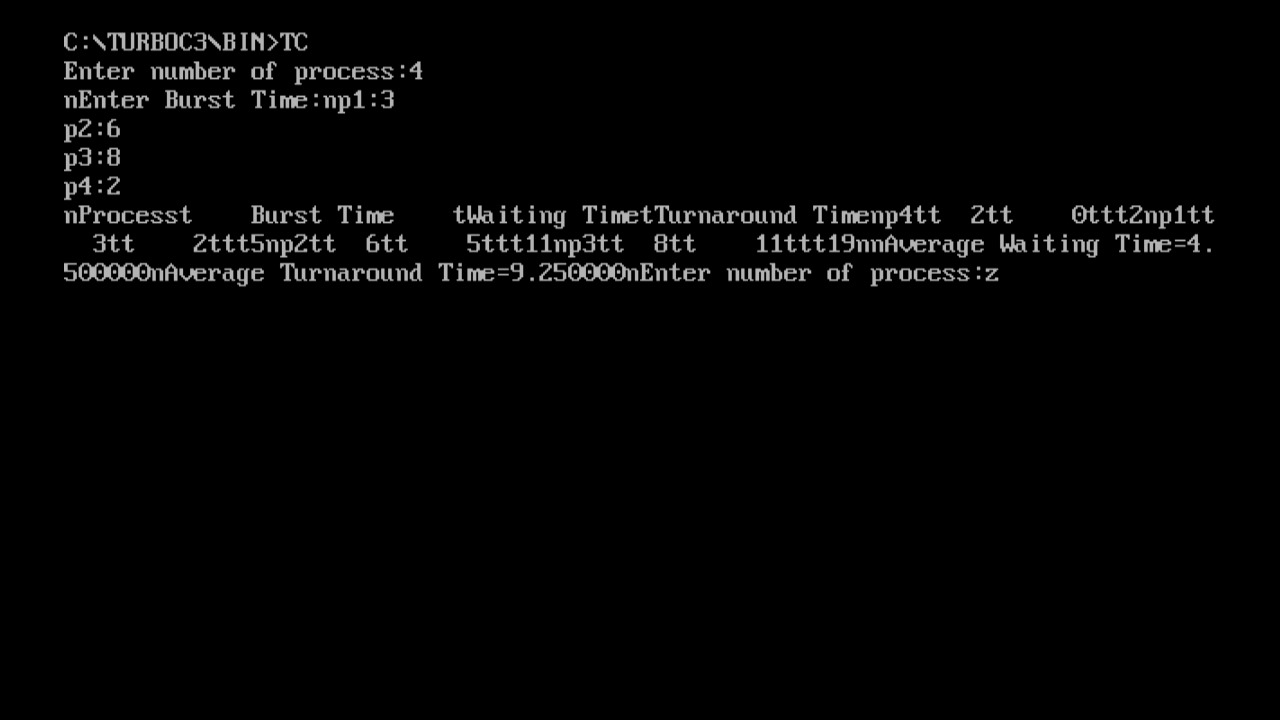 C:\TURBOC3\BIN>TC
Enter number of process:4
nEnter Burst Time:np1:3
p2:6
p3:8
p4:2
nProcesst    Burst Time    tWaiting TimetTurnaround Timenp4tt  2tt    0ttt2np1tt
  3tt    2ttt5np2tt  6tt    5ttt11np3tt  8tt    11ttt19nnAverage Waiting Time=4.
500000nAverage Turnaround Time=9.250000nEnter number of process:z